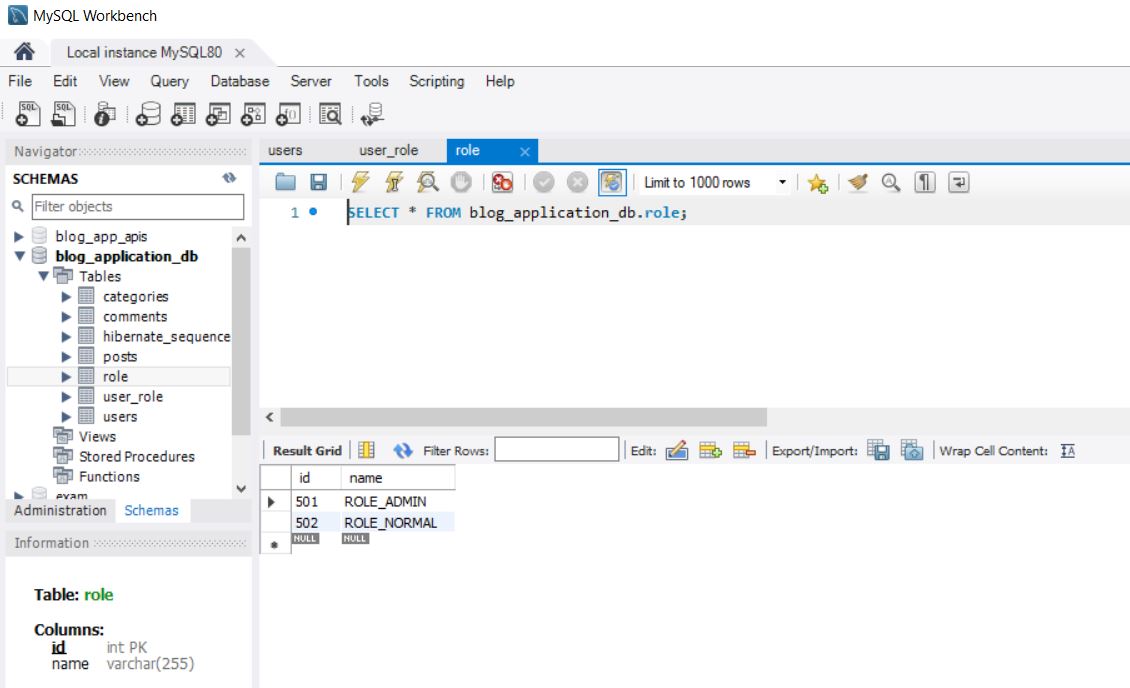 MySQL Workbench
Local instance MySQL80
File Edit View Query Database Server Tools Scripting Help
Navigator
SCHEMAS
Filter objects
blog_app_apis
blog_application_db
Tables
categories
comments
hibernate_sequence
posts
role
user_role
users
Views
Stored Procedures
Functions
exam
Administration Schemas
Information
Table: role
Columns:
id int PK
name varchar(255)
users user_role role
Limit to 1000 rows
1 SELECT * FROM blog_application_db.role;
Result Grid Filter Rows: Edit: Export/Import: Wrap Cell Content:
id name
501 ROLE_ADMIN
502 ROLE_NORMAL
NULL NULL